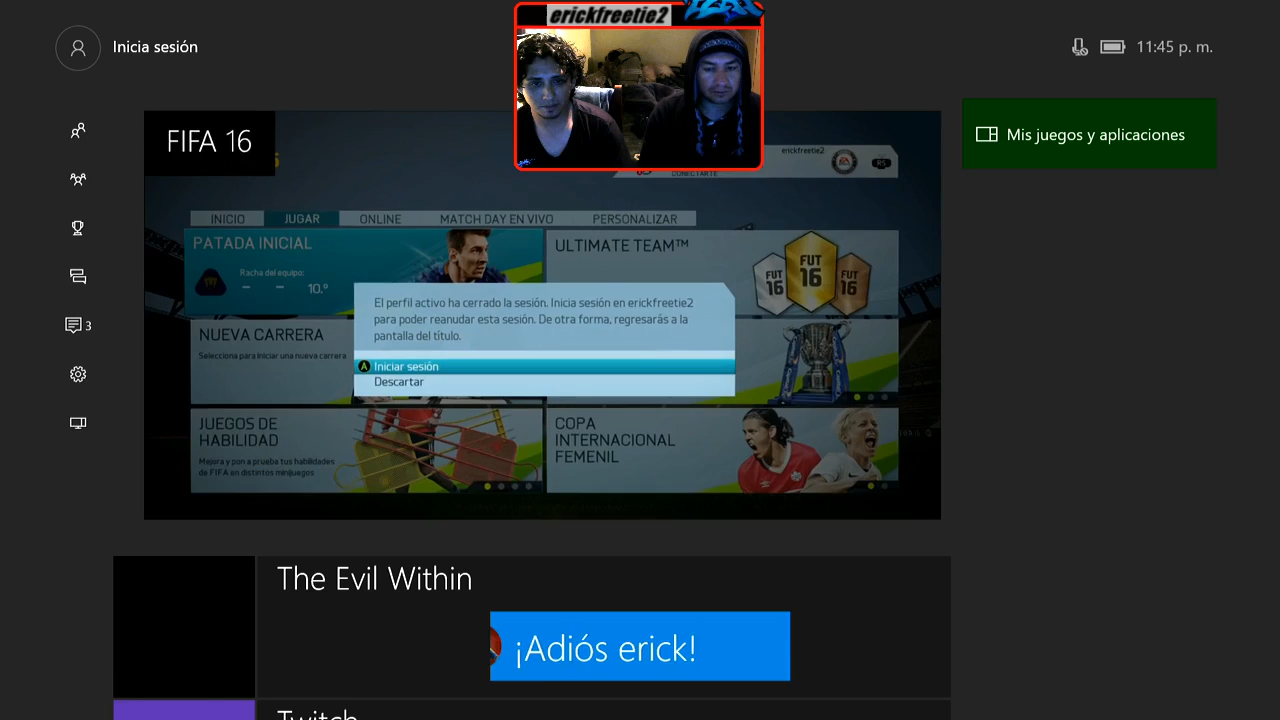 erickfreetie2
Inicia sesión
11:45 p. m.
FIFA 16
Mis juegos y aplicaciones
erickfreetie2
RS
CONECTARTE
INICIO
JUGAR
ONLINE
MATCH DAY EN VIVO
PERSONALIZAR
PATADA INICIAL
Racha del equipo:
- - 10.º
ULTIMATE TEAM™
FUT
16
FUT
16
FUT
16
El perfil activo ha cerrado la sesión. Inicia sesión en erickfreetie2
para poder reanudar esta sesión. De otra forma, regresarás a la
pantalla del título.
A Iniciar sesión
Descartar
NUEVA CARRERA
Selecciona para iniciar una nueva carrera
3
JUEGOS DE
HABILIDAD
Mejora y pon a prueba tus habilidades
de FIFA en distintos minijuegos
COPA
INTERNACIONAL
FEMENIL
The Evil Within
¡Adiós erick!
Twitch